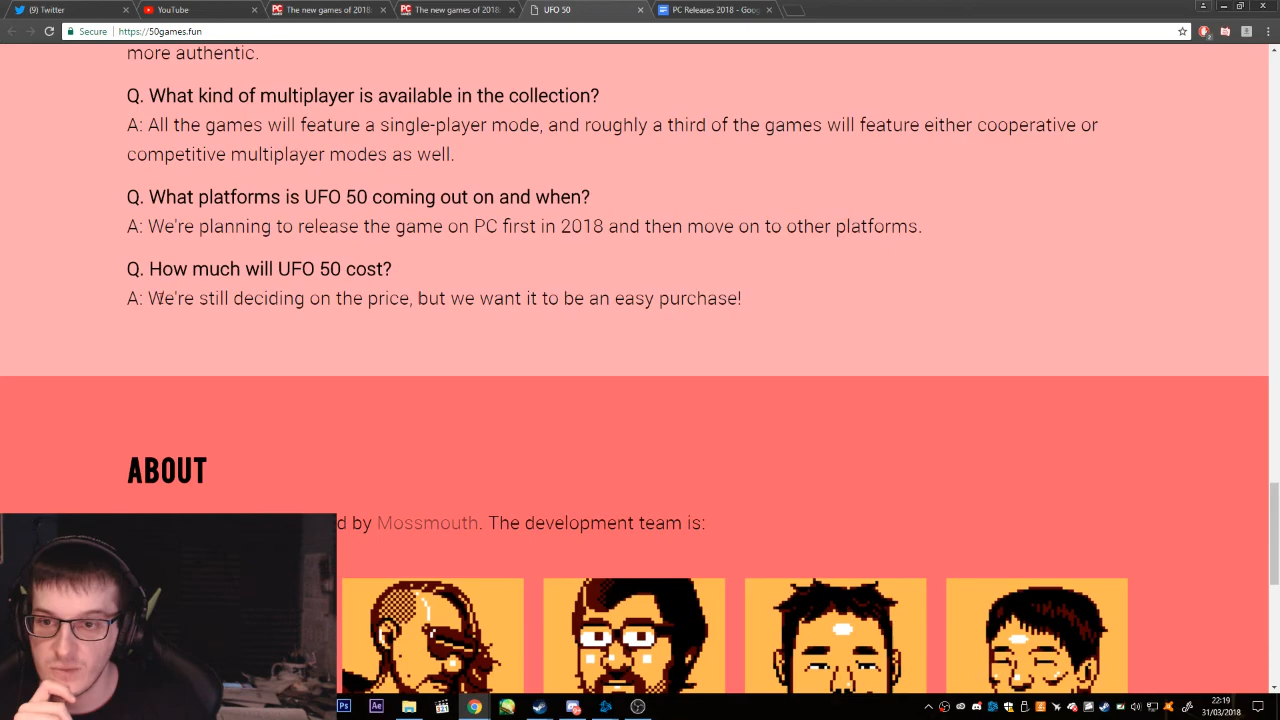 (9) Twitter
YouTube
The new games of 2018:
The new games of 2018:
UFO 50
PC Releases 2018 - Goog
Secure
https://50games.fun
more authentic.
Q. What kind of multiplayer is available in the collection?
A: All the games will feature a single-player mode, and roughly a third of the games will feature either cooperative or
competitive multiplayer modes as well.
Q. What platforms is UFO 50 coming out on and when?
A: We're planning to release the game on PC first in 2018 and then move on to other platforms.
Q. How much will UFO 50 cost?
A: We're still deciding on the price, but we want it to be an easy purchase!
ABOUT
d by Mossmouth. The development team is:
Ps
Ae
22:19
31/03/2018